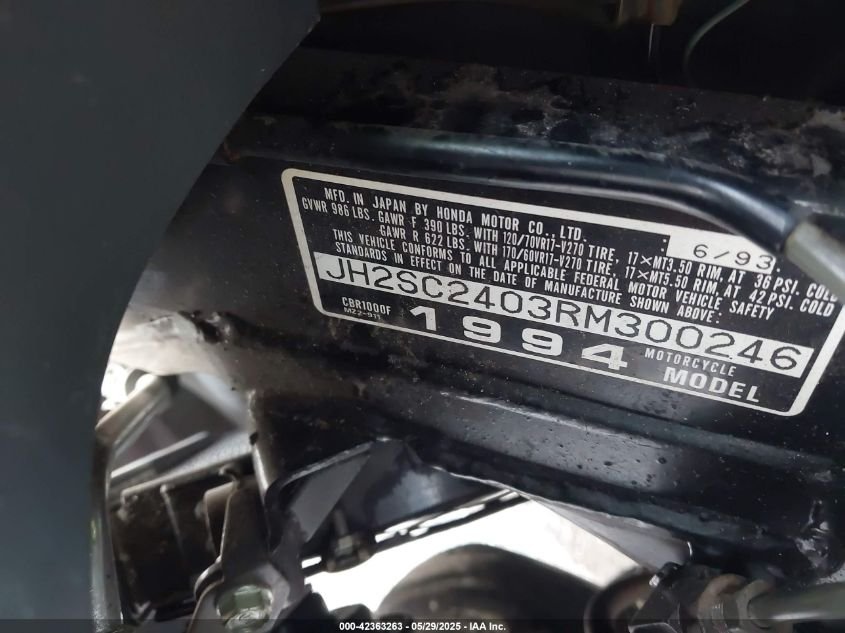 MFD. IN JAPAN BY HONDA MOTOR CO., LTD. 6/93
GVWR 986 LBS. GAWR F 390 LBS. WITH 120/70VR17-V270 TIRE, 17×MT3.50 RIM, AT 36 PSI. COLD
GAWR R 622 LBS. WITH 170/60VR17-V270 TIRE, 17×MT5.50 RIM, AT 42 PSI. COLD
THIS VEHICLE CONFORMS TO ALL APPLICABLE FEDERAL MOTOR VEHICLE SAFETY
STANDARDS IN EFFECT ON THE DATE OF MANUFACTURE SHOWN ABOVE.
JH2SC2403RM300246
CBR1000F MOTORCYCLE
MZ2-911 1994 MODEL
000-42363263 - 05/29/2025 - IAA Inc.